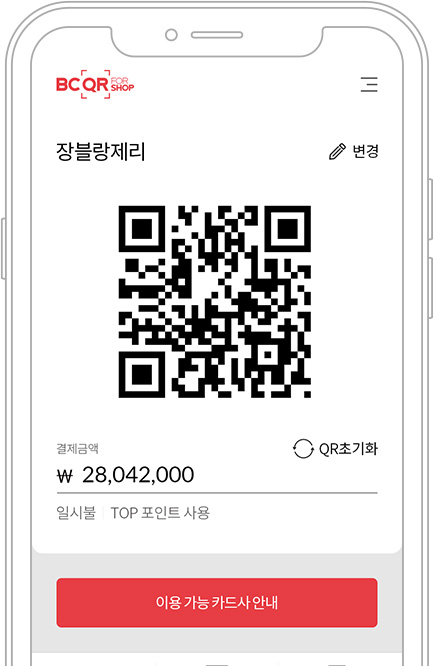 BC QR FOR SHOP
장블랑제리
변경
결제금액
QR초기화
₩ 28,042,000
일시불 TOP 포인트 사용
이용 가능 카드사 안내